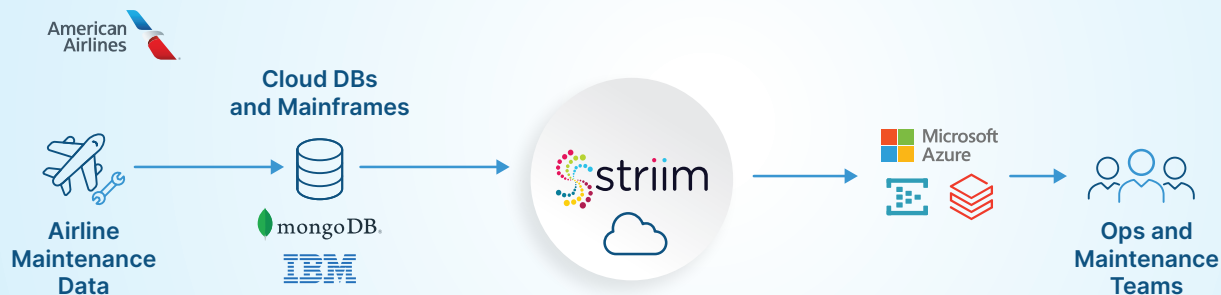 American
Airlines
Cloud DBs
and Mainframes
mongoDB.
IBM
striim
Microsoft
Azure
Airline
Maintenance
Data
Ops and
Maintenance
Teams